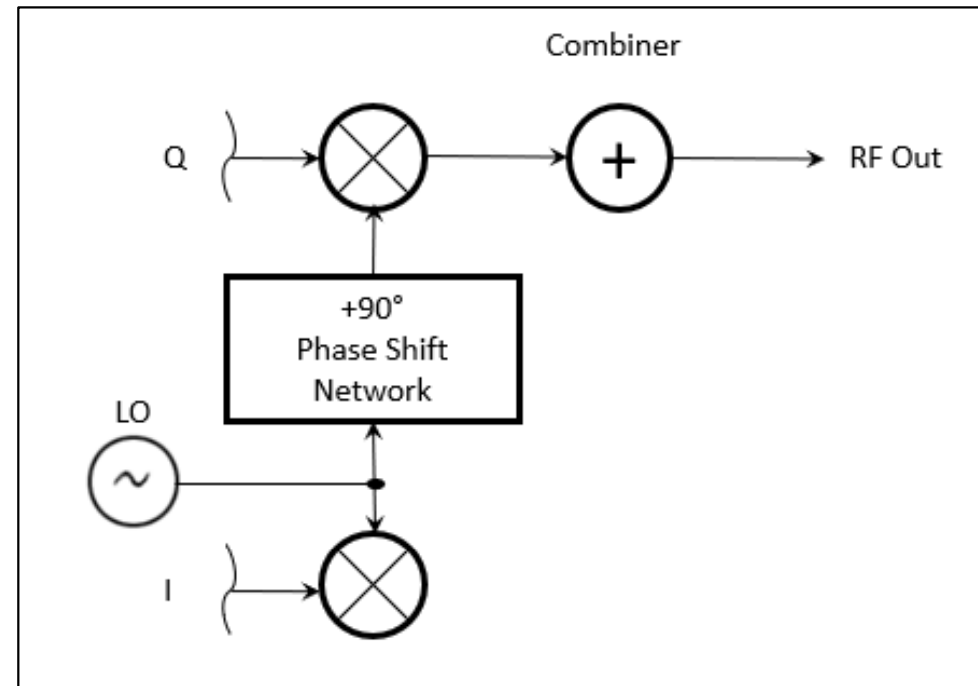 Combiner
Q
+
RF Out
+90°
Phase Shift
Network
LO
~
I